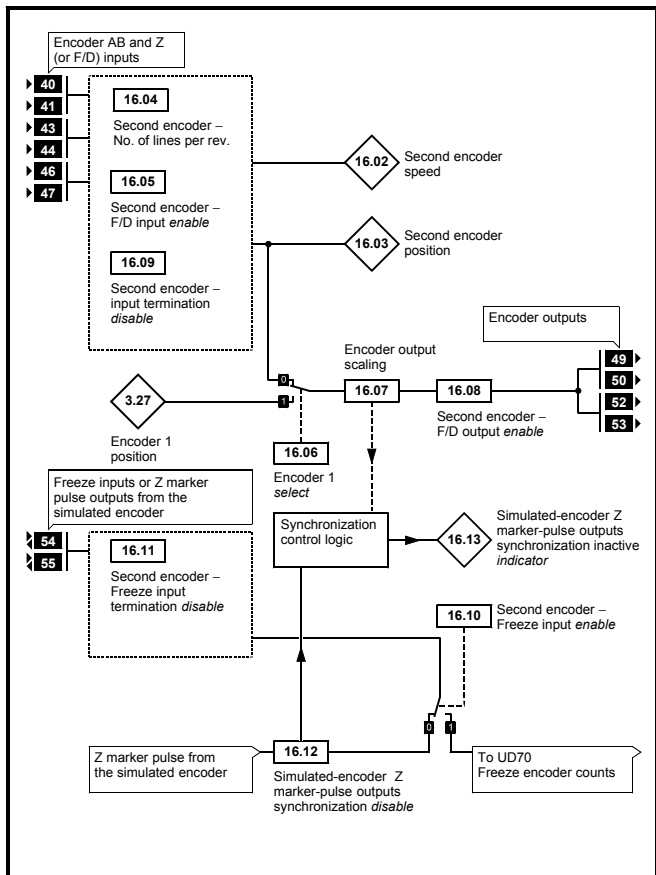 Encoder AB and Z
(or F/D) inputs
40
41
43
44
46
47
16.04
Second encoder –
No. of lines per rev.
16.05
Second encoder –
F/D input enable
16.09
Second encoder –
input termination
disable
16.02
Second encoder
speed
16.03
Second encoder
position
Encoder outputs
49
50
52
53
Encoder output
scaling
0
1
3.27
Encoder 1
position
16.07
16.08
Second encoder –
F/D output enable
16.06
Encoder 1
select
Freeze inputs or Z marker
pulse outputs from the
simulated encoder
54
55
16.11
Second encoder –
Freeze input
termination disable
Synchronization
control logic
16.13
Simulated-encoder Z
marker-pulse outputs
synchronization inactive
indicator
16.10
Second encoder –
Freeze input enable
0
1
Z marker pulse from
the simulated encoder
16.12
Simulated-encoder Z
marker-pulse outputs
synchronization disable
To UD70
Freeze encoder counts